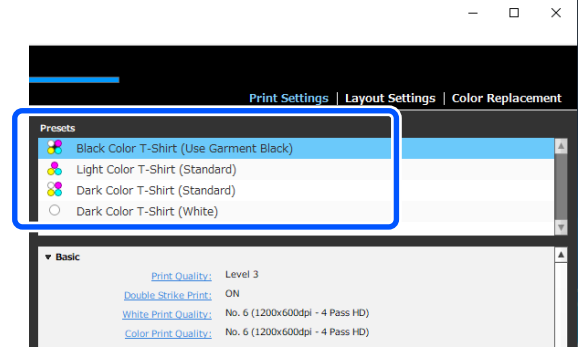 Print Settings | Layout Settings | Color Replacement
Presets
Black Color T-Shirt (Use Garment Black)
Light Color T-Shirt (Standard)
Dark Color T-Shirt (Standard)
Dark Color T-Shirt (White)
▼ Basic
Print Quality: Level 3
Double Strike Print: ON
White Print Quality: No. 6 (1200x600dpi - 4 Pass HD)
Color Print Quality: No. 6 (1200x600dpi - 4 Pass HD)